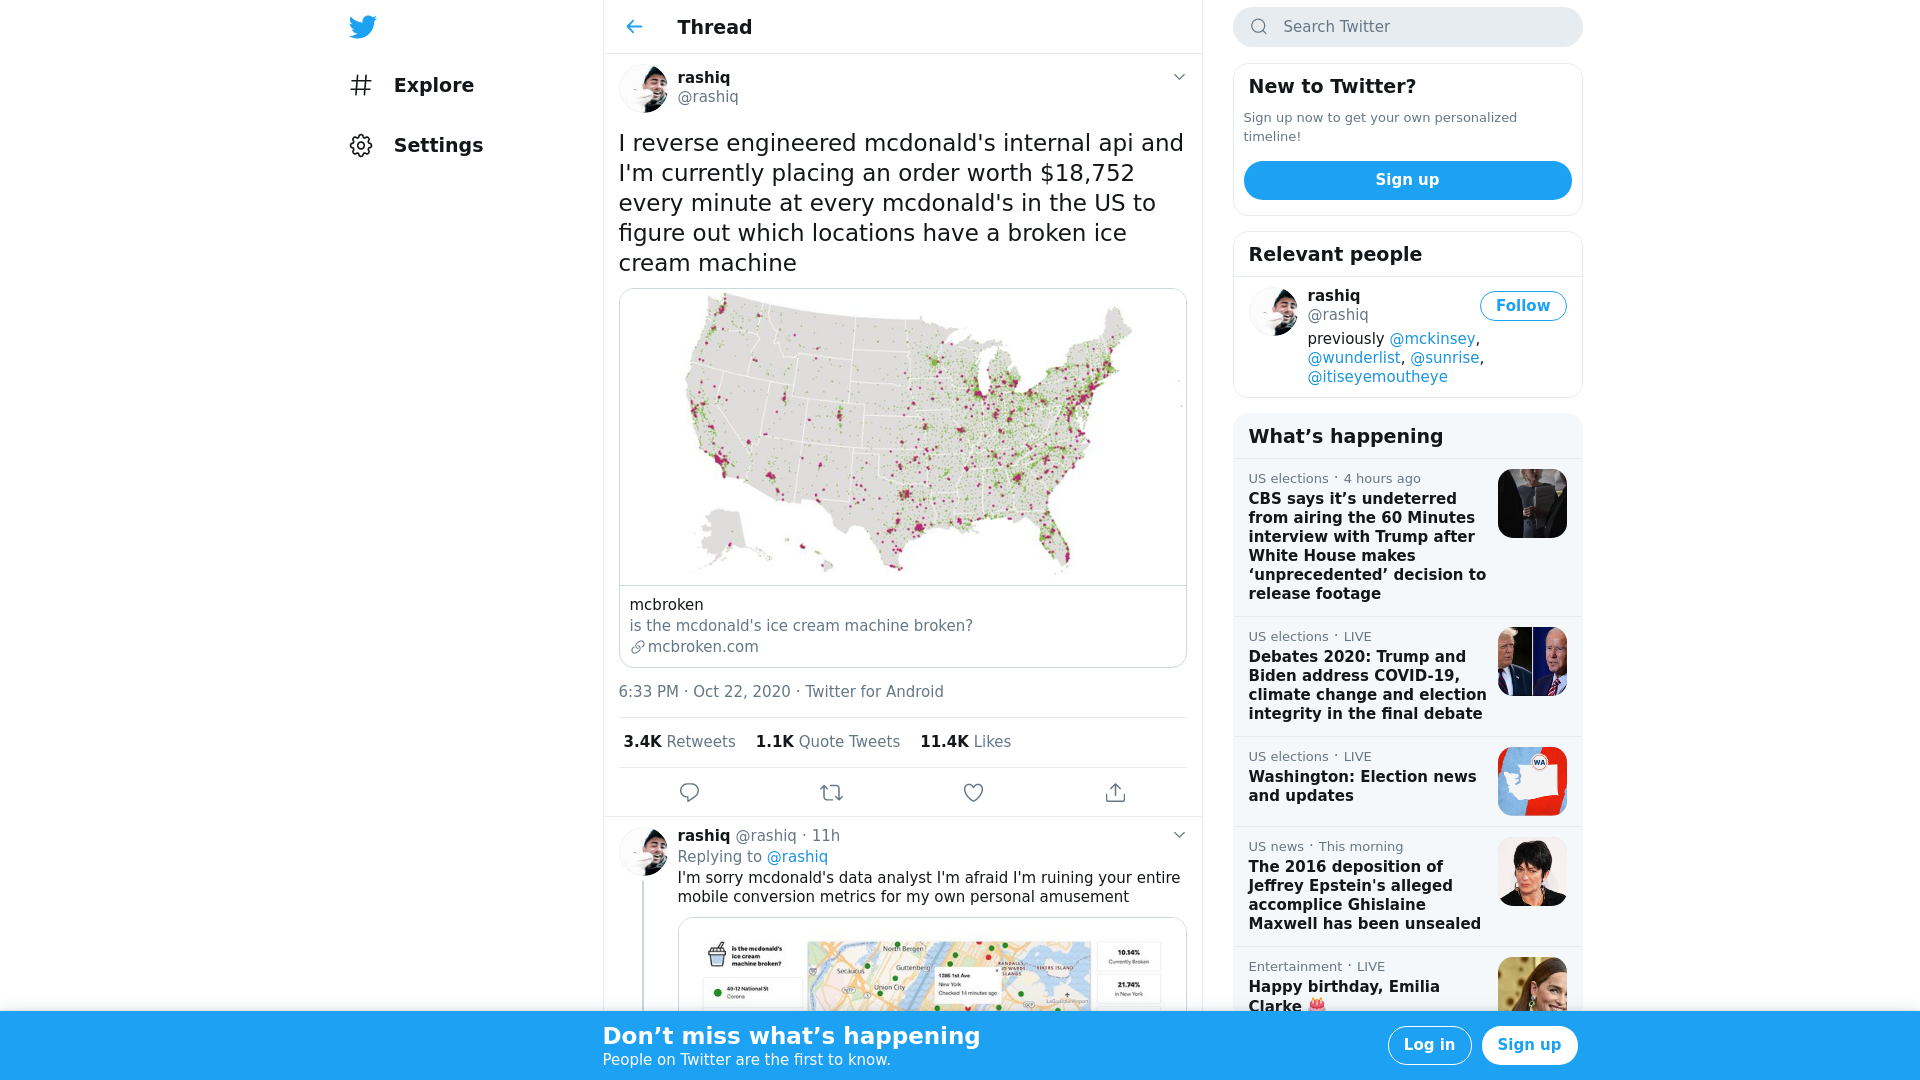 Explore
Settings
Thread
rashiq
@rashiq
I reverse engineered mcdonald's internal api and
I'm currently placing an order worth $18,752
every minute at every mcdonald's in the US to
figure out which locations have a broken ice
cream machine
mcbroken
is the mcdonald's ice cream machine broken?
mcbroken.com
6:33 PM · Oct 22, 2020 · Twitter for Android
3.4K Retweets 1.1K Quote Tweets 11.4K Likes
rashiq @rashiq · 11h
Replying to @rashiq
I'm sorry mcdonald's data analyst I'm afraid I'm ruining your entire
mobile conversion metrics for my own personal amusement
is the mcdonald's
ice cream
machine broken?
40-12 National St
Corona
North Bergen
Secaucus
Guttenberg
Union City
1286 1st Ave
New York
Checked 14 minutes ago
RIKERS ISLAND
10.14%
Currently Broken
21.74%
in New York
Search Twitter
New to Twitter?
Sign up now to get your own personalized
timeline!
Sign up
Relevant people
rashiq
@rashiq
Follow
previously @mckinsey,
@wunderlist, @sunrise,
@itiseyemoutheye
What’s happening
US elections · 4 hours ago
CBS says it’s undeterred
from airing the 60 Minutes
interview with Trump after
White House makes
‘unprecedented’ decision to
release footage
US elections · LIVE
Debates 2020: Trump and
Biden address COVID-19,
climate change and election
integrity in the final debate
US elections · LIVE
Washington: Election news
and updates
WA
US news · This morning
The 2016 deposition of
Jeffrey Epstein's alleged
accomplice Ghislaine
Maxwell has been unsealed
Entertainment · LIVE
Happy birthday, Emilia
Clarke 🎂
Don’t miss what’s happening
People on Twitter are the first to know.
Log in
Sign up